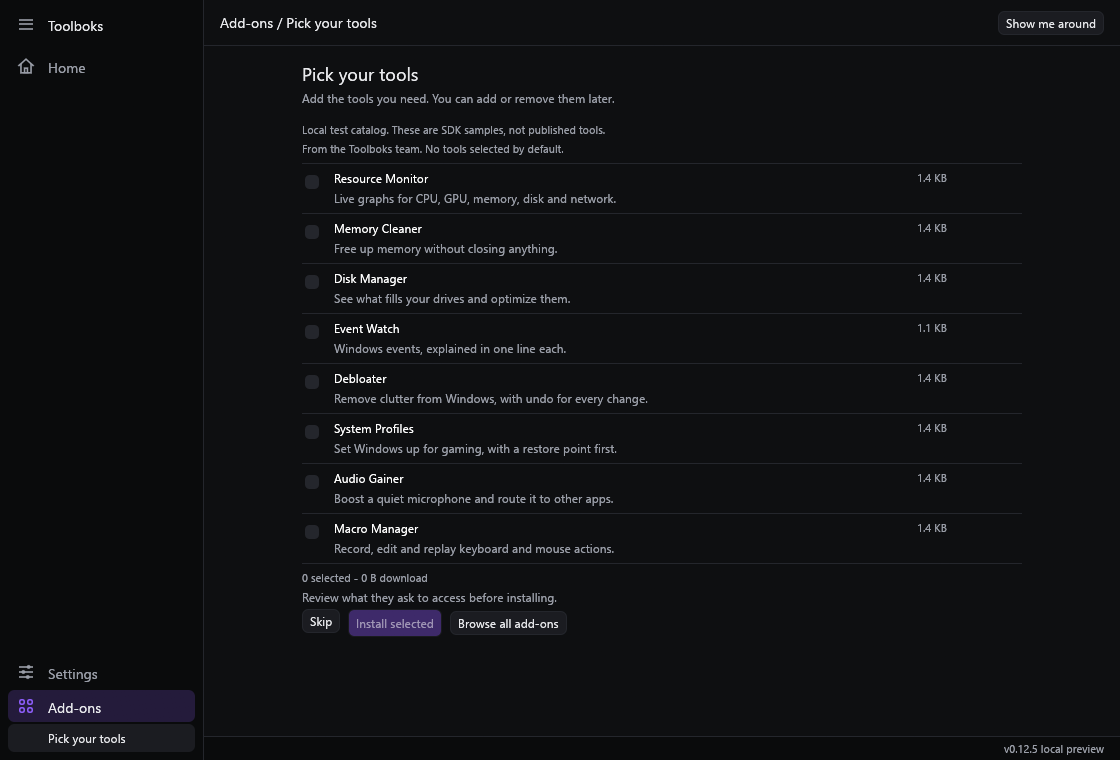 Toolboks
Home
Add-ons / Pick your tools
Show me around
Pick your tools
Add the tools you need. You can add or remove them later.
Local test catalog. These are SDK samples, not published tools.
From the Toolboks team. No tools selected by default.
Resource Monitor
1.4 KB
Live graphs for CPU, GPU, memory, disk and network.
Memory Cleaner
1.4 KB
Free up memory without closing anything.
Disk Manager
1.4 KB
See what fills your drives and optimize them.
Event Watch
1.1 KB
Windows events, explained in one line each.
Debloater
1.4 KB
Remove clutter from Windows, with undo for every change.
System Profiles
1.4 KB
Set Windows up for gaming, with a restore point first.
Audio Gainer
1.4 KB
Boost a quiet microphone and route it to other apps.
Macro Manager
1.4 KB
Record, edit and replay keyboard and mouse actions.
0 selected - 0 B download
Review what they ask to access before installing.
Skip
Install selected
Browse all add-ons
Settings
Add-ons
Pick your tools
v0.12.5 local preview